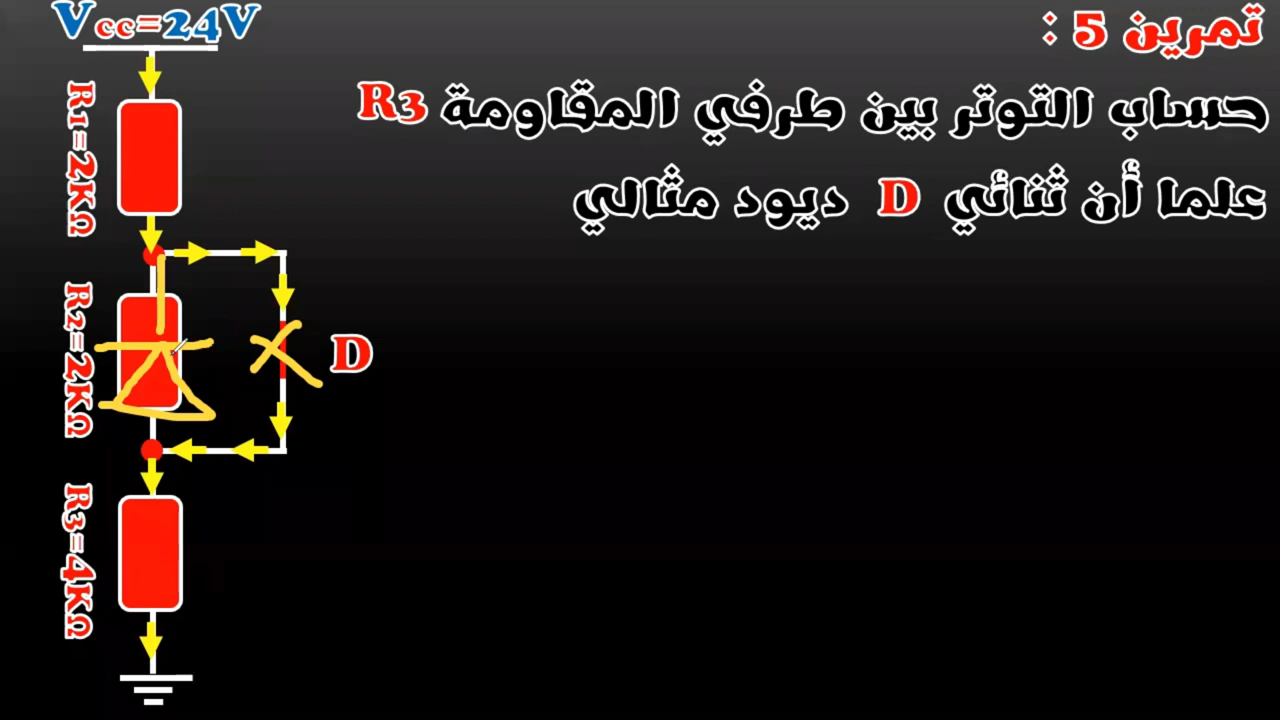 تمرين 5 :
حساب التوتر بين طرفي المقاومة R3
علما أن ثنائي D ديود مثالي
Vcc=24V
R1=2KΩ
R2=2KΩ
D
R3=4KΩ